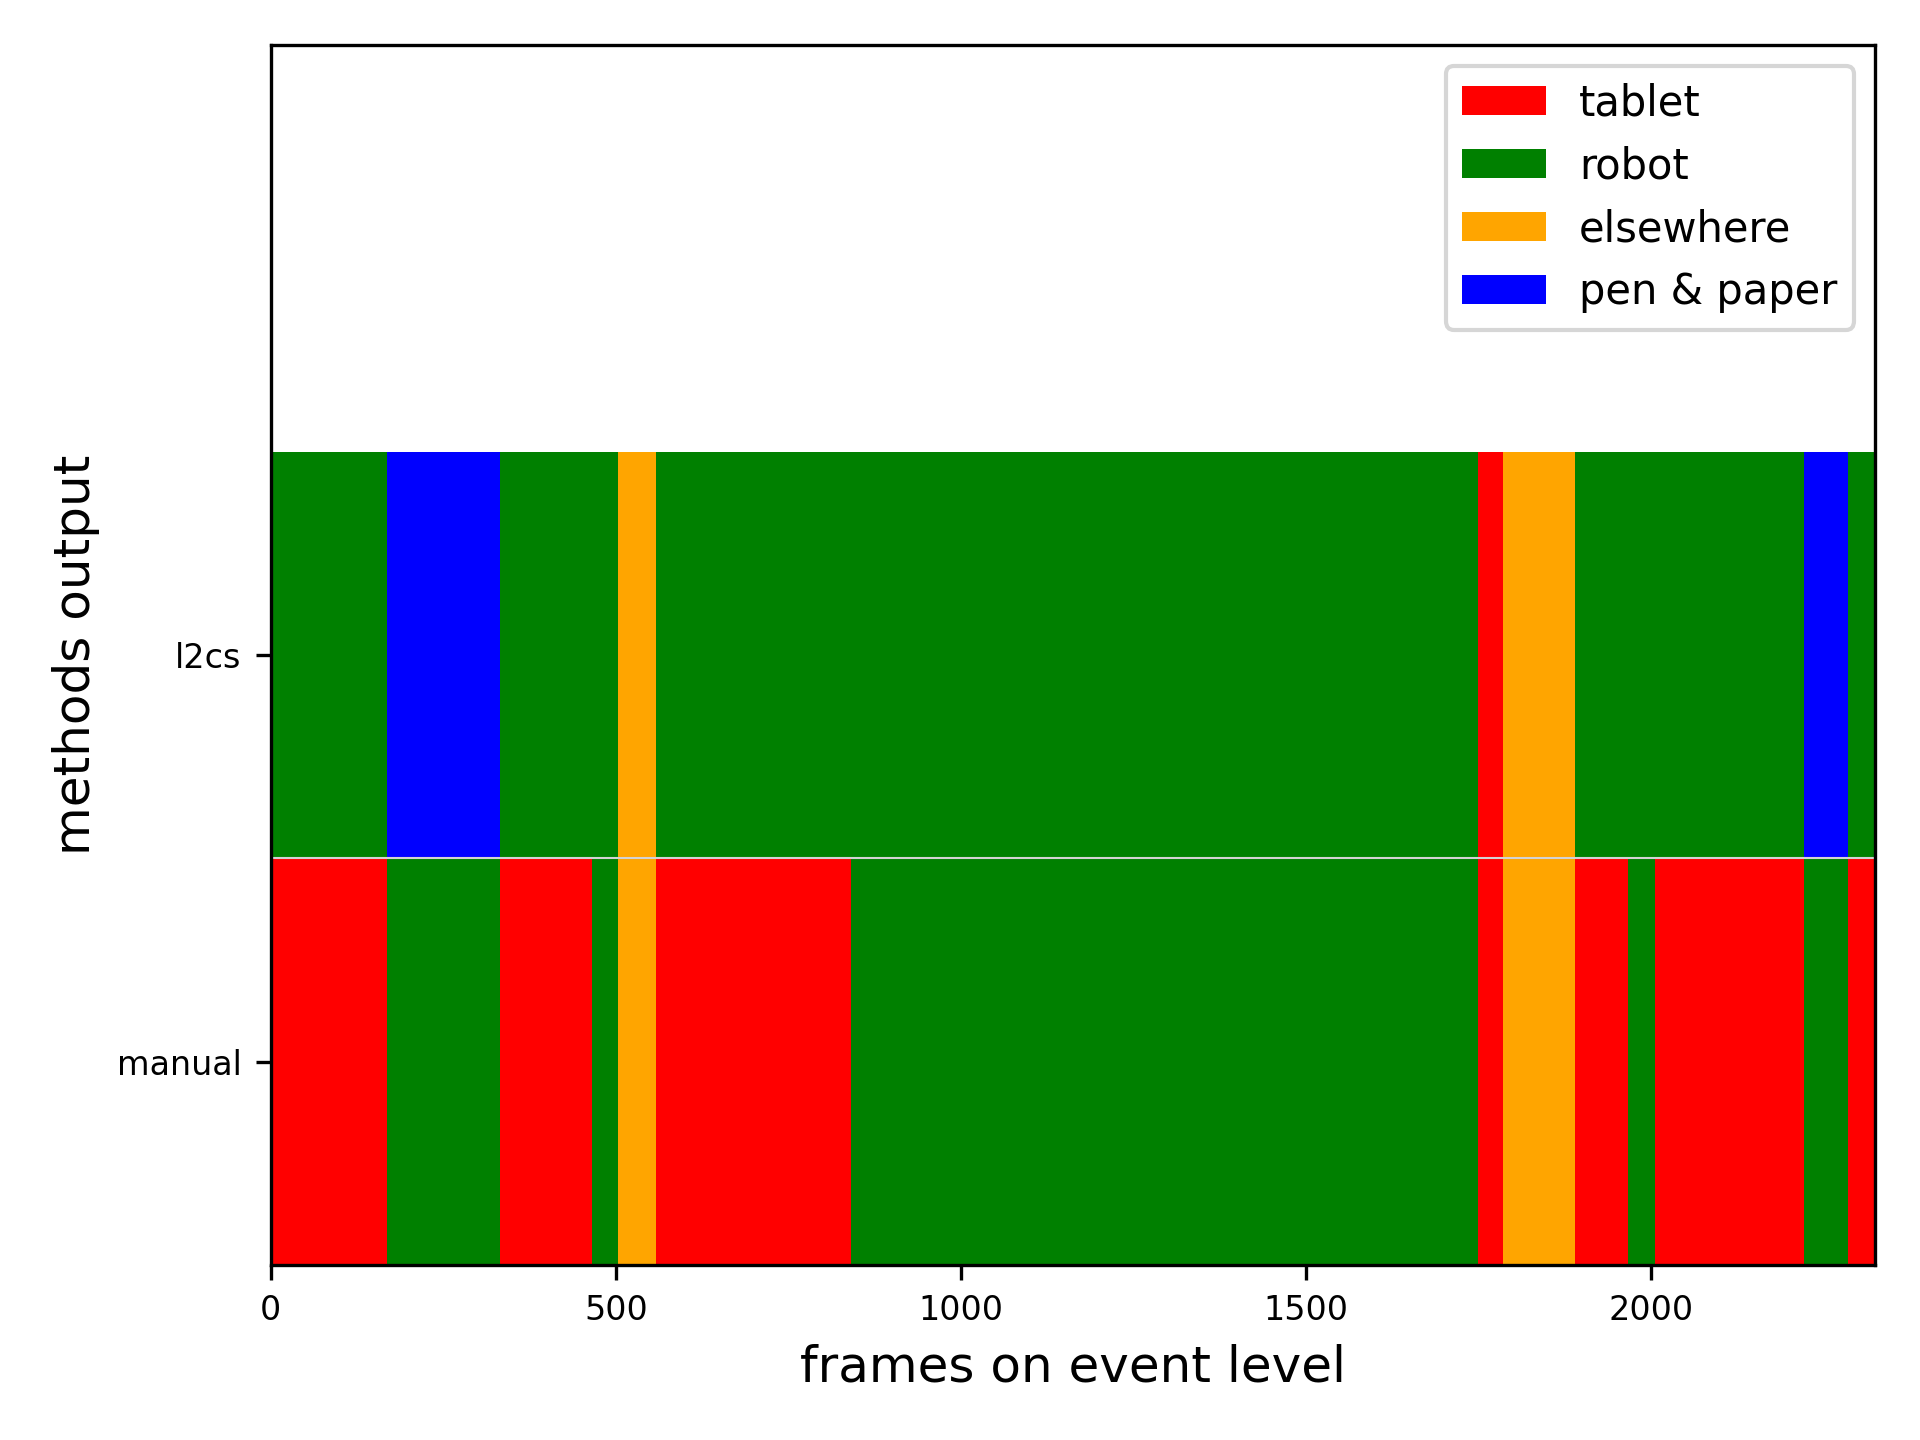 tablet
robot
elsewhere
pen & paper
methods output
l2cs
manual
0 500 1000 1500 2000
frames on event level